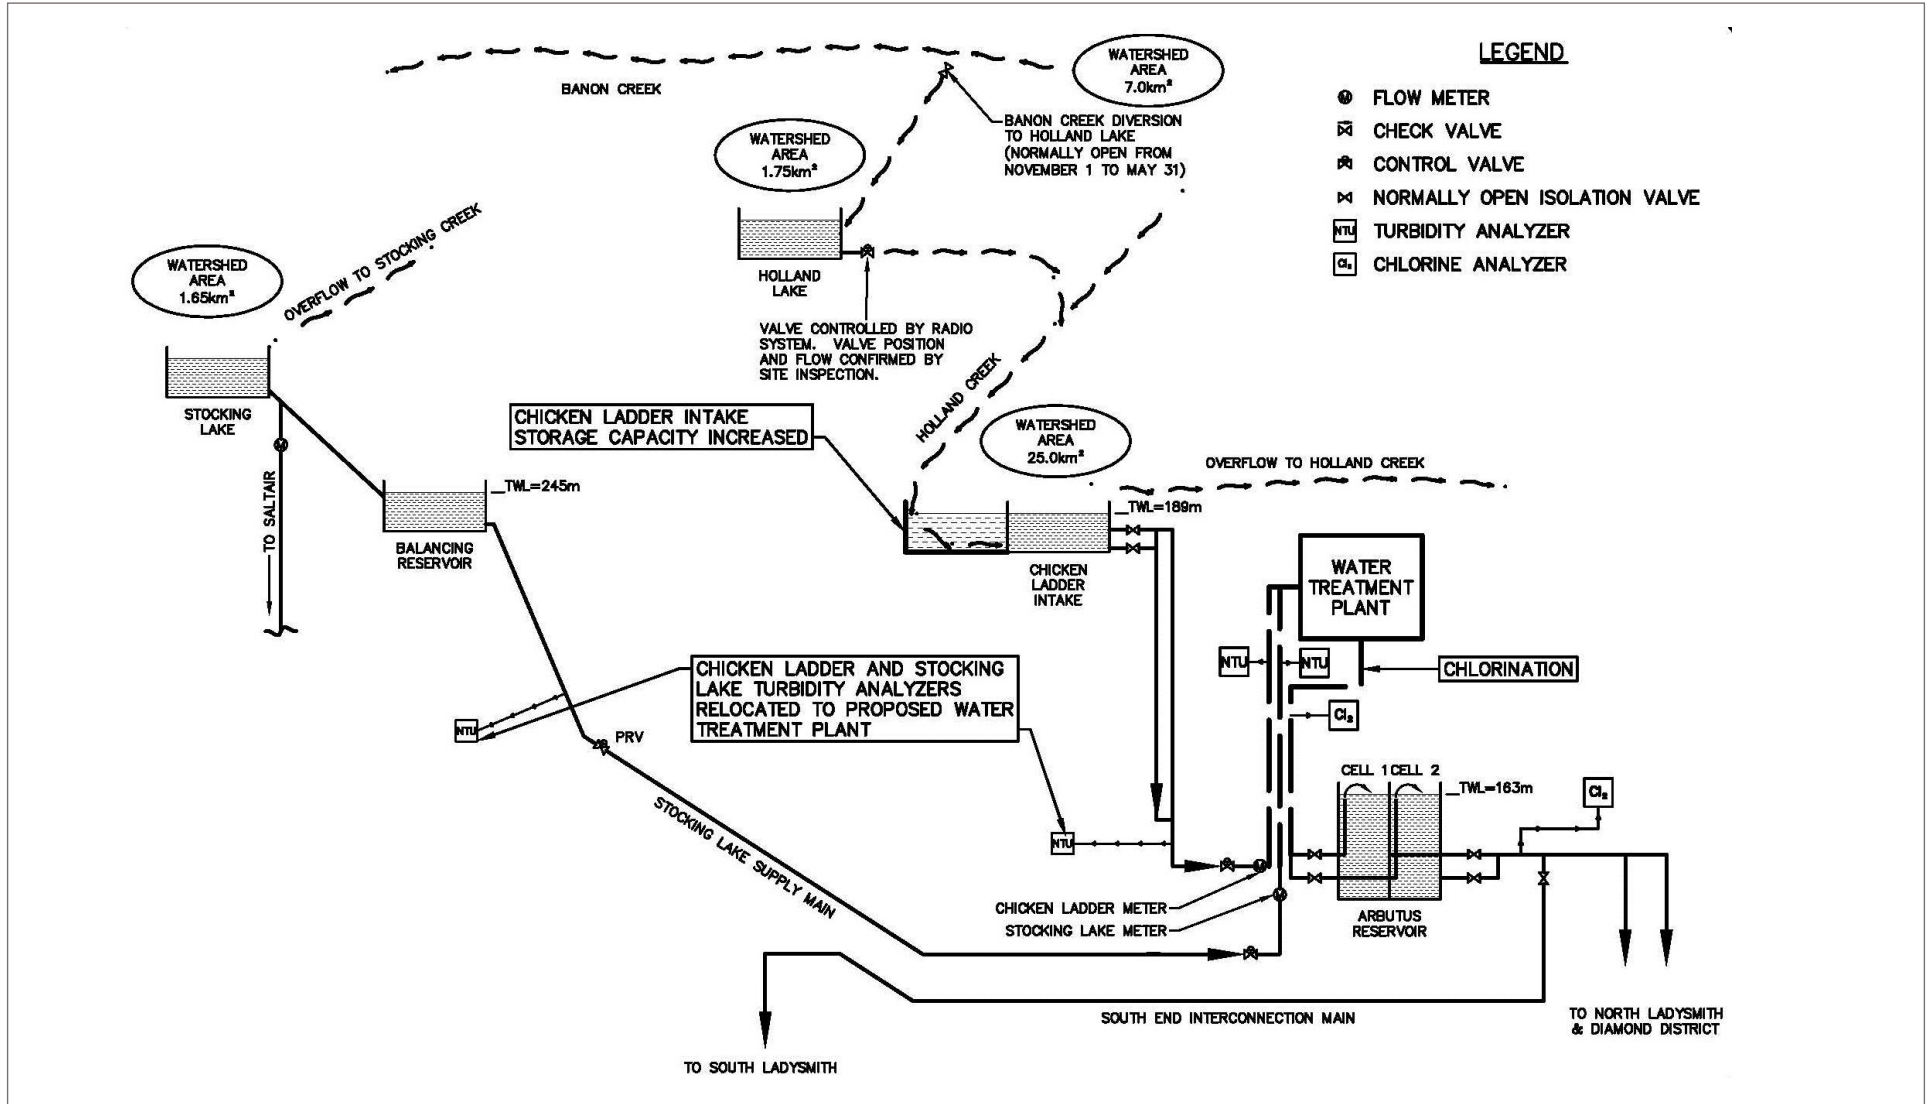 WATERSHED
AREA
7.0km²
BANON CREEK
BANON CREEK DIVERSION
TO HOLLAND LAKE
(NORMALLY OPEN FROM
NOVEMBER 1 TO MAY 31)
WATERSHED
AREA
1.75km²
HOLLAND
LAKE
VALVE CONTROLLED BY RADIO
SYSTEM. VALVE POSITION
AND FLOW CONFIRMED BY
SITE INSPECTION.
LEGEND
M FLOW METER
CHECK VALVE
CONTROL VALVE
NORMALLY OPEN ISOLATION VALVE
NTU TURBIDITY ANALYZER
Cl₂ CHLORINE ANALYZER
WATERSHED
AREA
1.65km²
OVERFLOW TO STOCKING CREEK
STOCKING
LAKE
M
TO SALTAIR
TWL=245m
BALANCING
RESERVOIR
CHICKEN LADDER INTAKE
STORAGE CAPACITY INCREASED
HOLLAND CREEK
WATERSHED
AREA
25.0km²
OVERFLOW TO HOLLAND CREEK
TWL=189m
CHICKEN
LADDER
INTAKE
WATER
TREATMENT
PLANT
NTU
NTU
CHLORINATION
Cl₂
CHICKEN LADDER AND STOCKING
LAKE TURBIDITY ANALYZERS
RELOCATED TO PROPOSED WATER
TREATMENT PLANT
NTU
PRV
STOCKING LAKE SUPPLY MAIN
NTU
CELL 1
CELL 2
TWL=163m
Cl₂
M
CHICKEN LADDER METER
M
STOCKING LAKE METER
ARBUTUS
RESERVOIR
SOUTH END INTERCONNECTION MAIN
TO NORTH LADYSMITH
& DIAMOND DISTRICT
TO SOUTH LADYSMITH